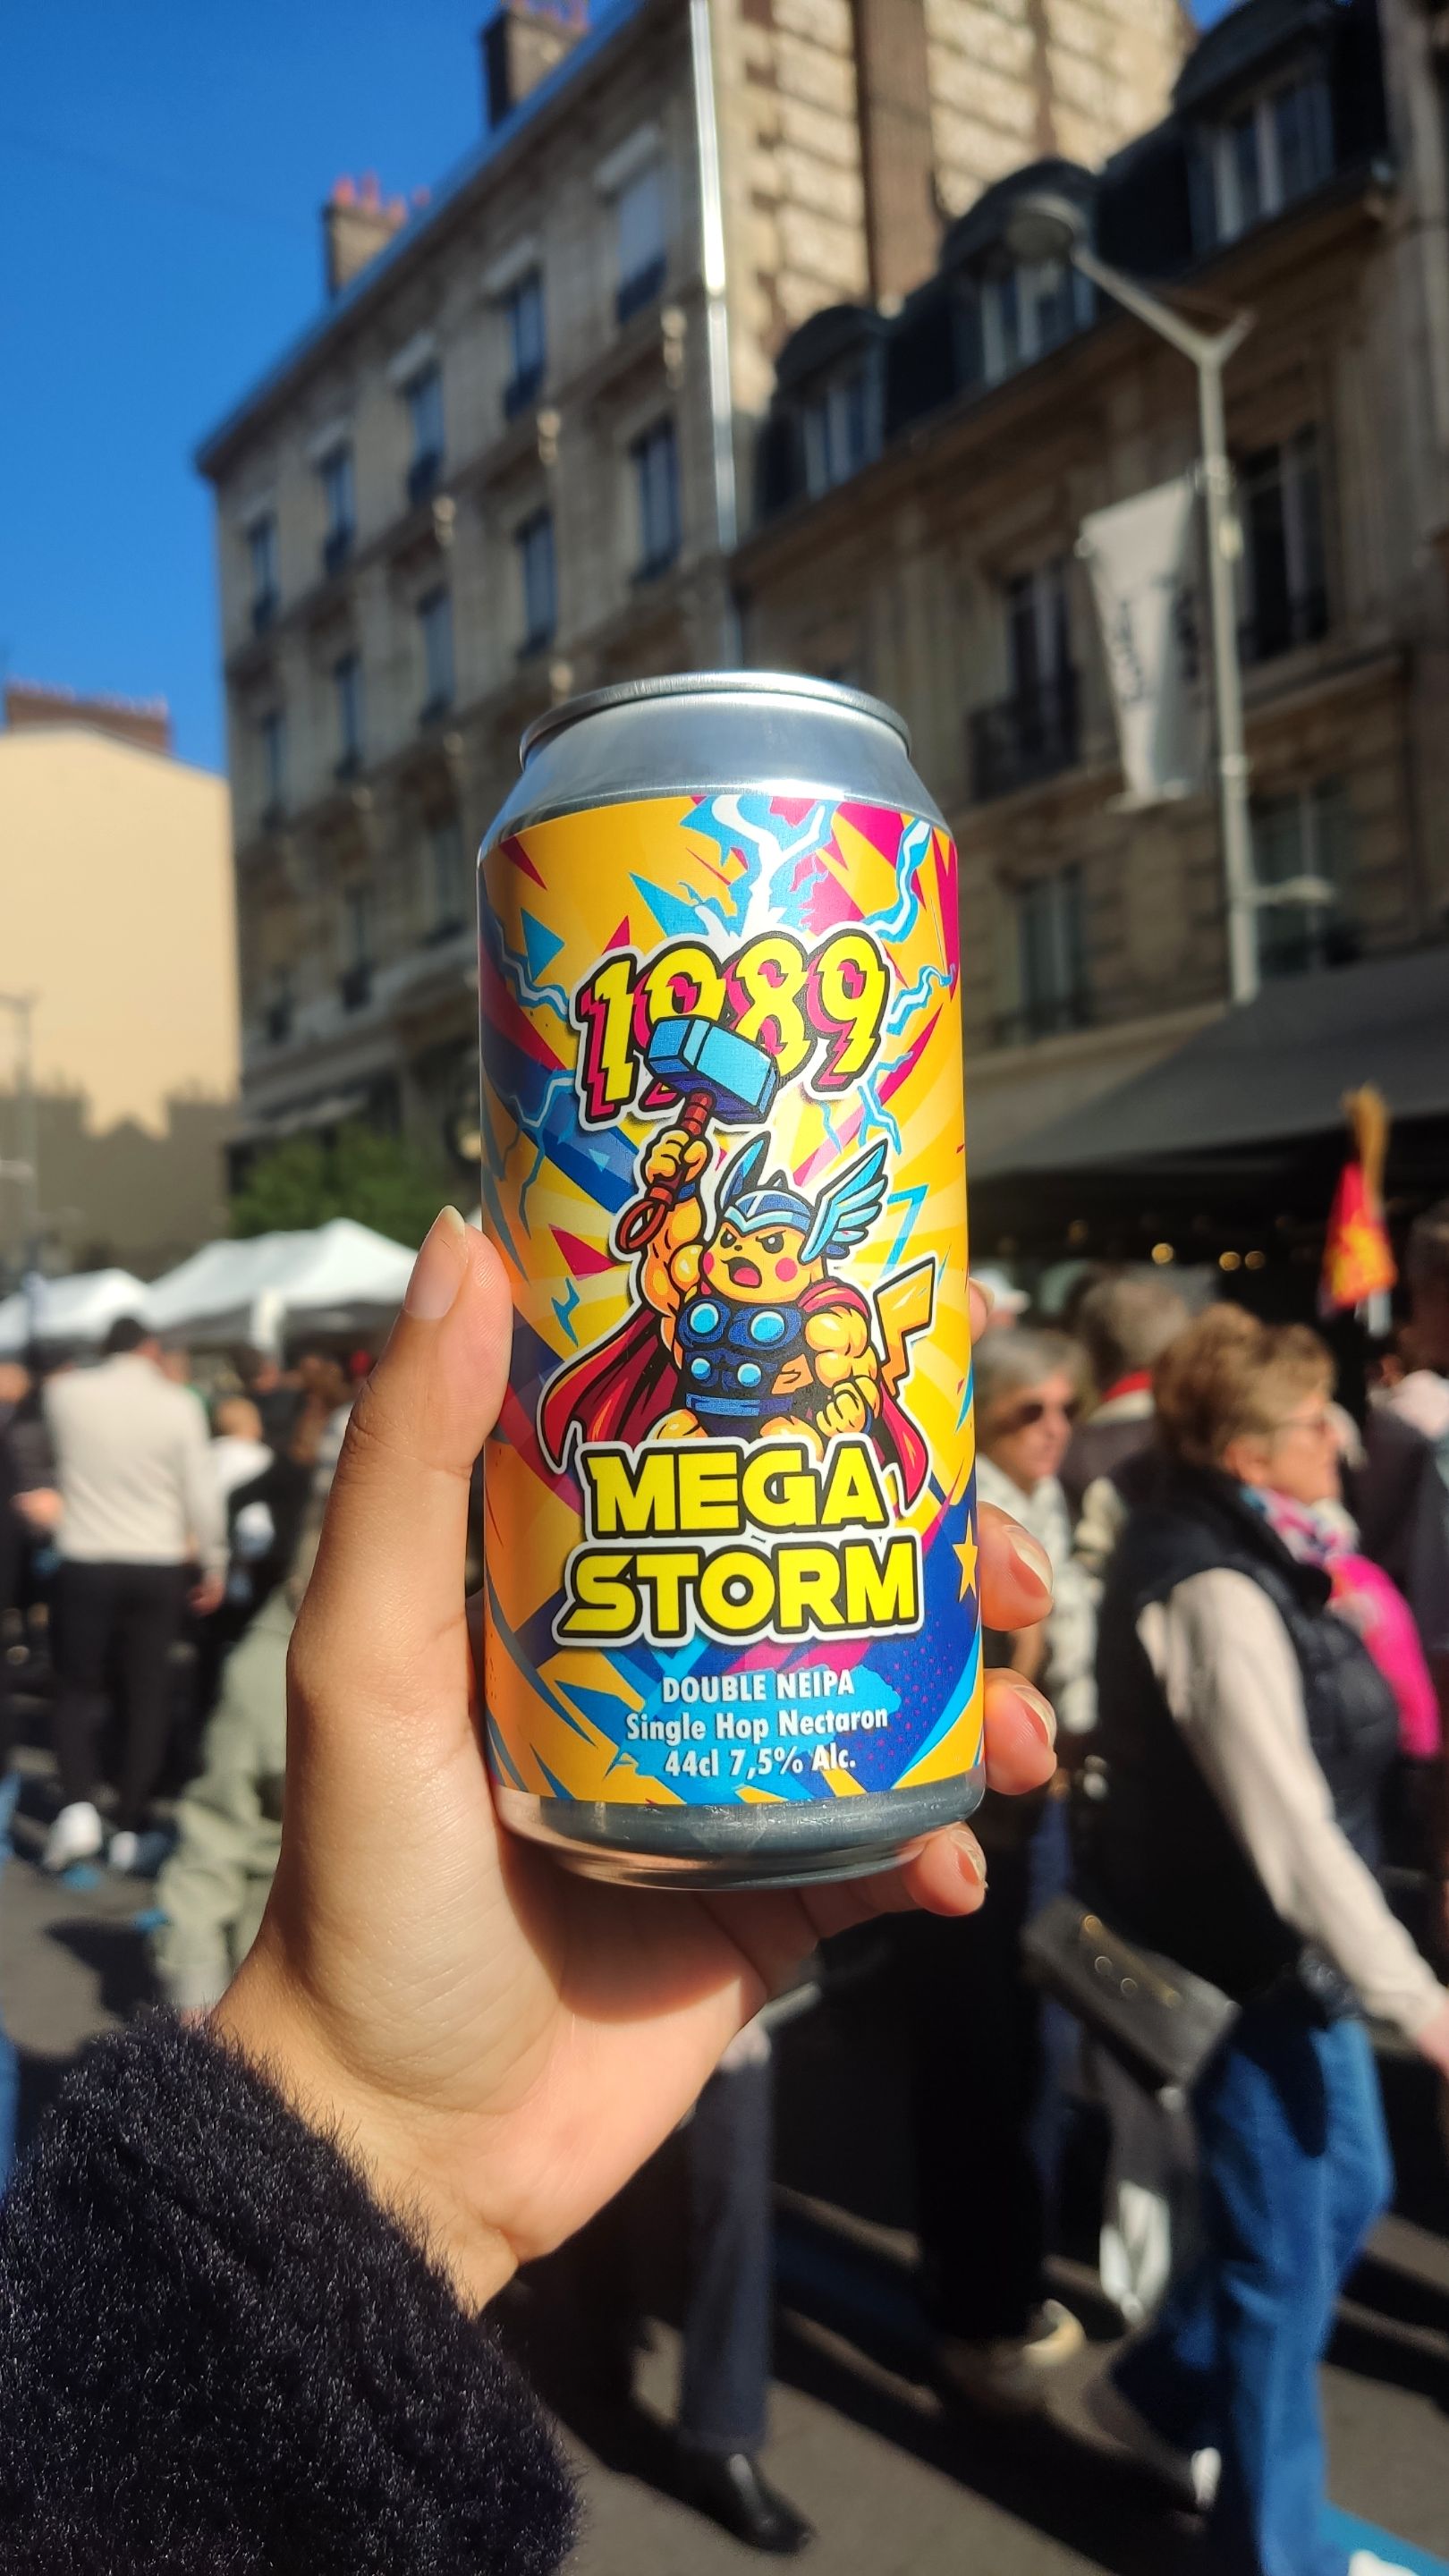 1989
MEGA
STORM
DOUBLE NEIPA
Single Hop Nectaron
44cl 7,5% Alc.